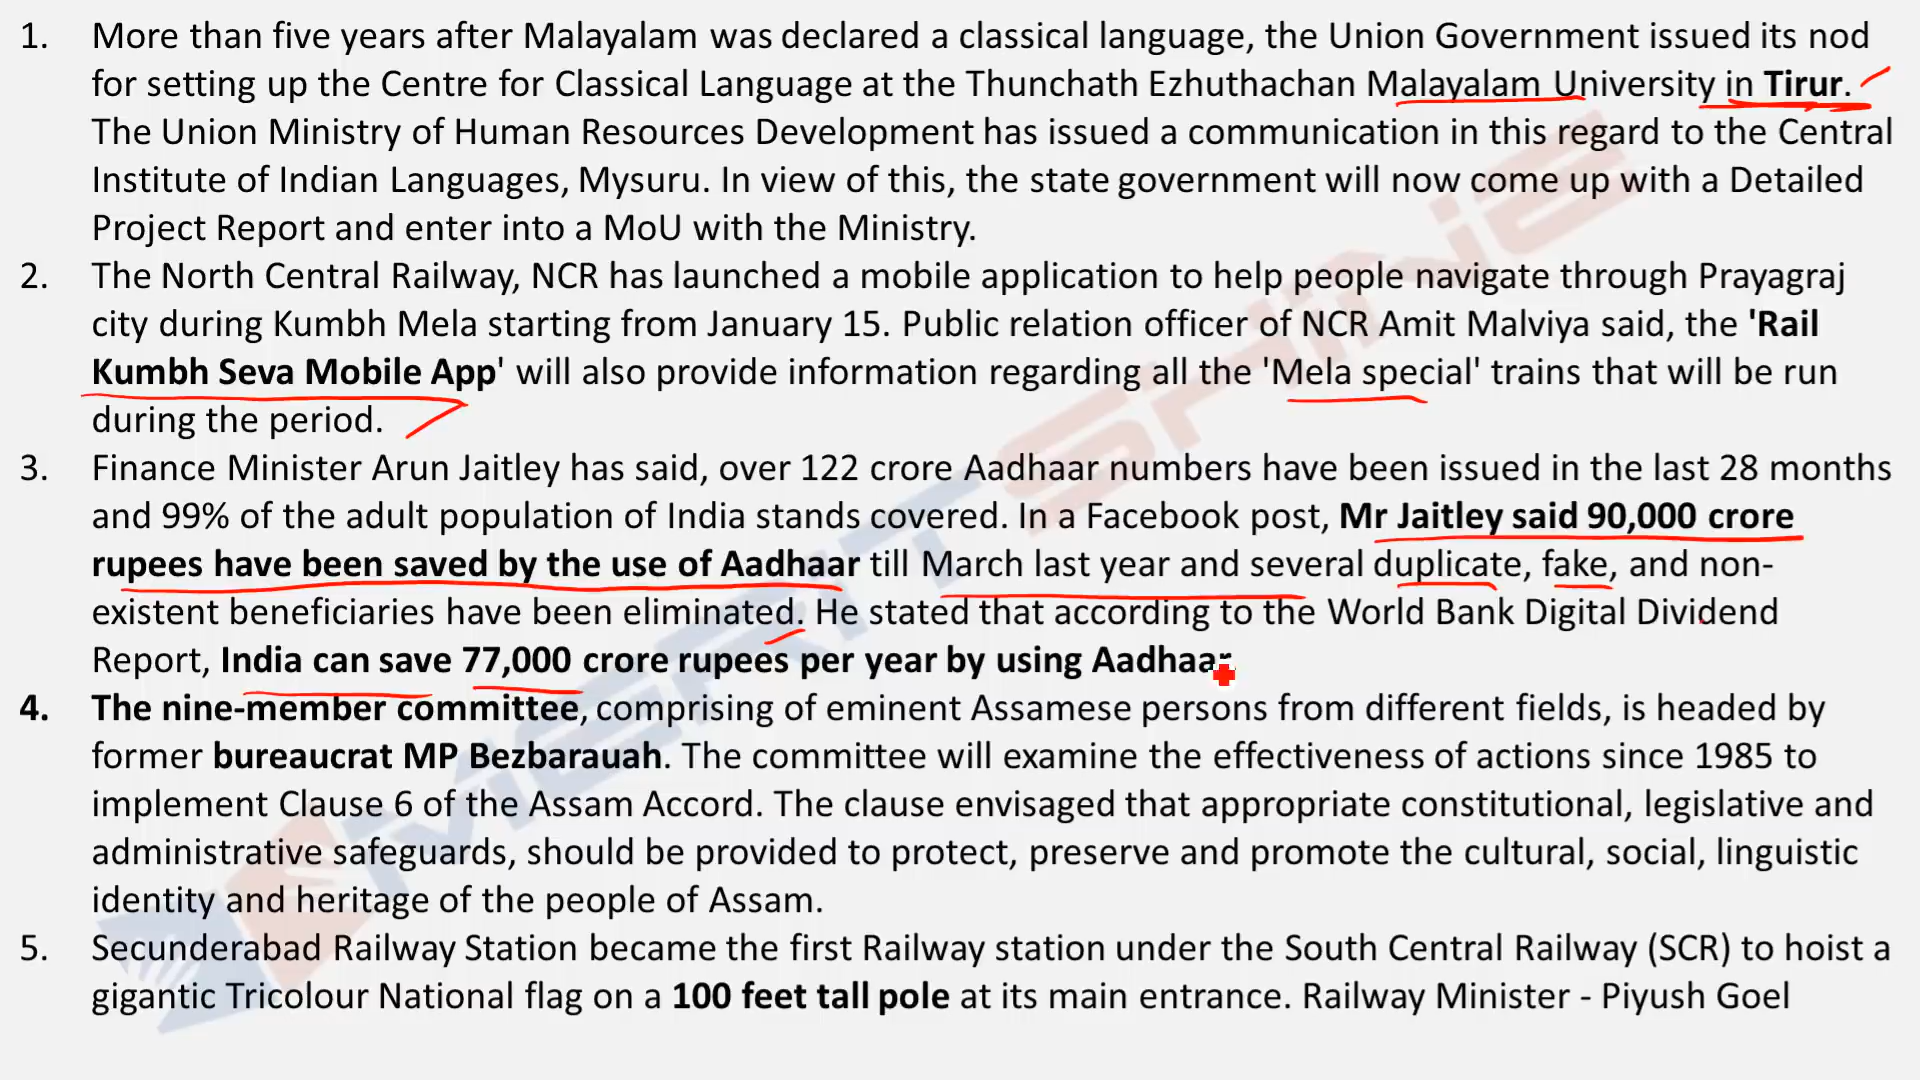 1. More than five years after Malayalam was declared a classical language, the Union Government issued its nod
for setting up the Centre for Classical Language at the Thunchath Ezhuthachan Malayalam University in Tirur.
The Union Ministry of Human Resources Development has issued a communication in this regard to the Central
Institute of Indian Languages, Mysuru. In view of this, the state government will now come up with a Detailed
Project Report and enter into a MoU with the Ministry.
2. The North Central Railway, NCR has launched a mobile application to help people navigate through Prayagraj
city during Kumbh Mela starting from January 15. Public relation officer of NCR Amit Malviya said, the 'Rail
Kumbh Seva Mobile App' will also provide information regarding all the 'Mela special' trains that will be run
during the period.
3. Finance Minister Arun Jaitley has said, over 122 crore Aadhaar numbers have been issued in the last 28 months
and 99% of the adult population of India stands covered. In a Facebook post, Mr Jaitley said 90,000 crore
rupees have been saved by the use of Aadhaar till March last year and several duplicate, fake, and non-
existent beneficiaries have been eliminated. He stated that according to the World Bank Digital Dividend
Report, India can save 77,000 crore rupees per year by using Aadhaar
4. The nine-member committee, comprising of eminent Assamese persons from different fields, is headed by
former bureaucrat MP Bezbarauah. The committee will examine the effectiveness of actions since 1985 to
implement Clause 6 of the Assam Accord. The clause envisaged that appropriate constitutional, legislative and
administrative safeguards, should be provided to protect, preserve and promote the cultural, social, linguistic
identity and heritage of the people of Assam.
5. Secunderabad Railway Station became the first Railway station under the South Central Railway (SCR) to hoist a
gigantic Tricolour National flag on a 100 feet tall pole at its main entrance. Railway Minister - Piyush Goel